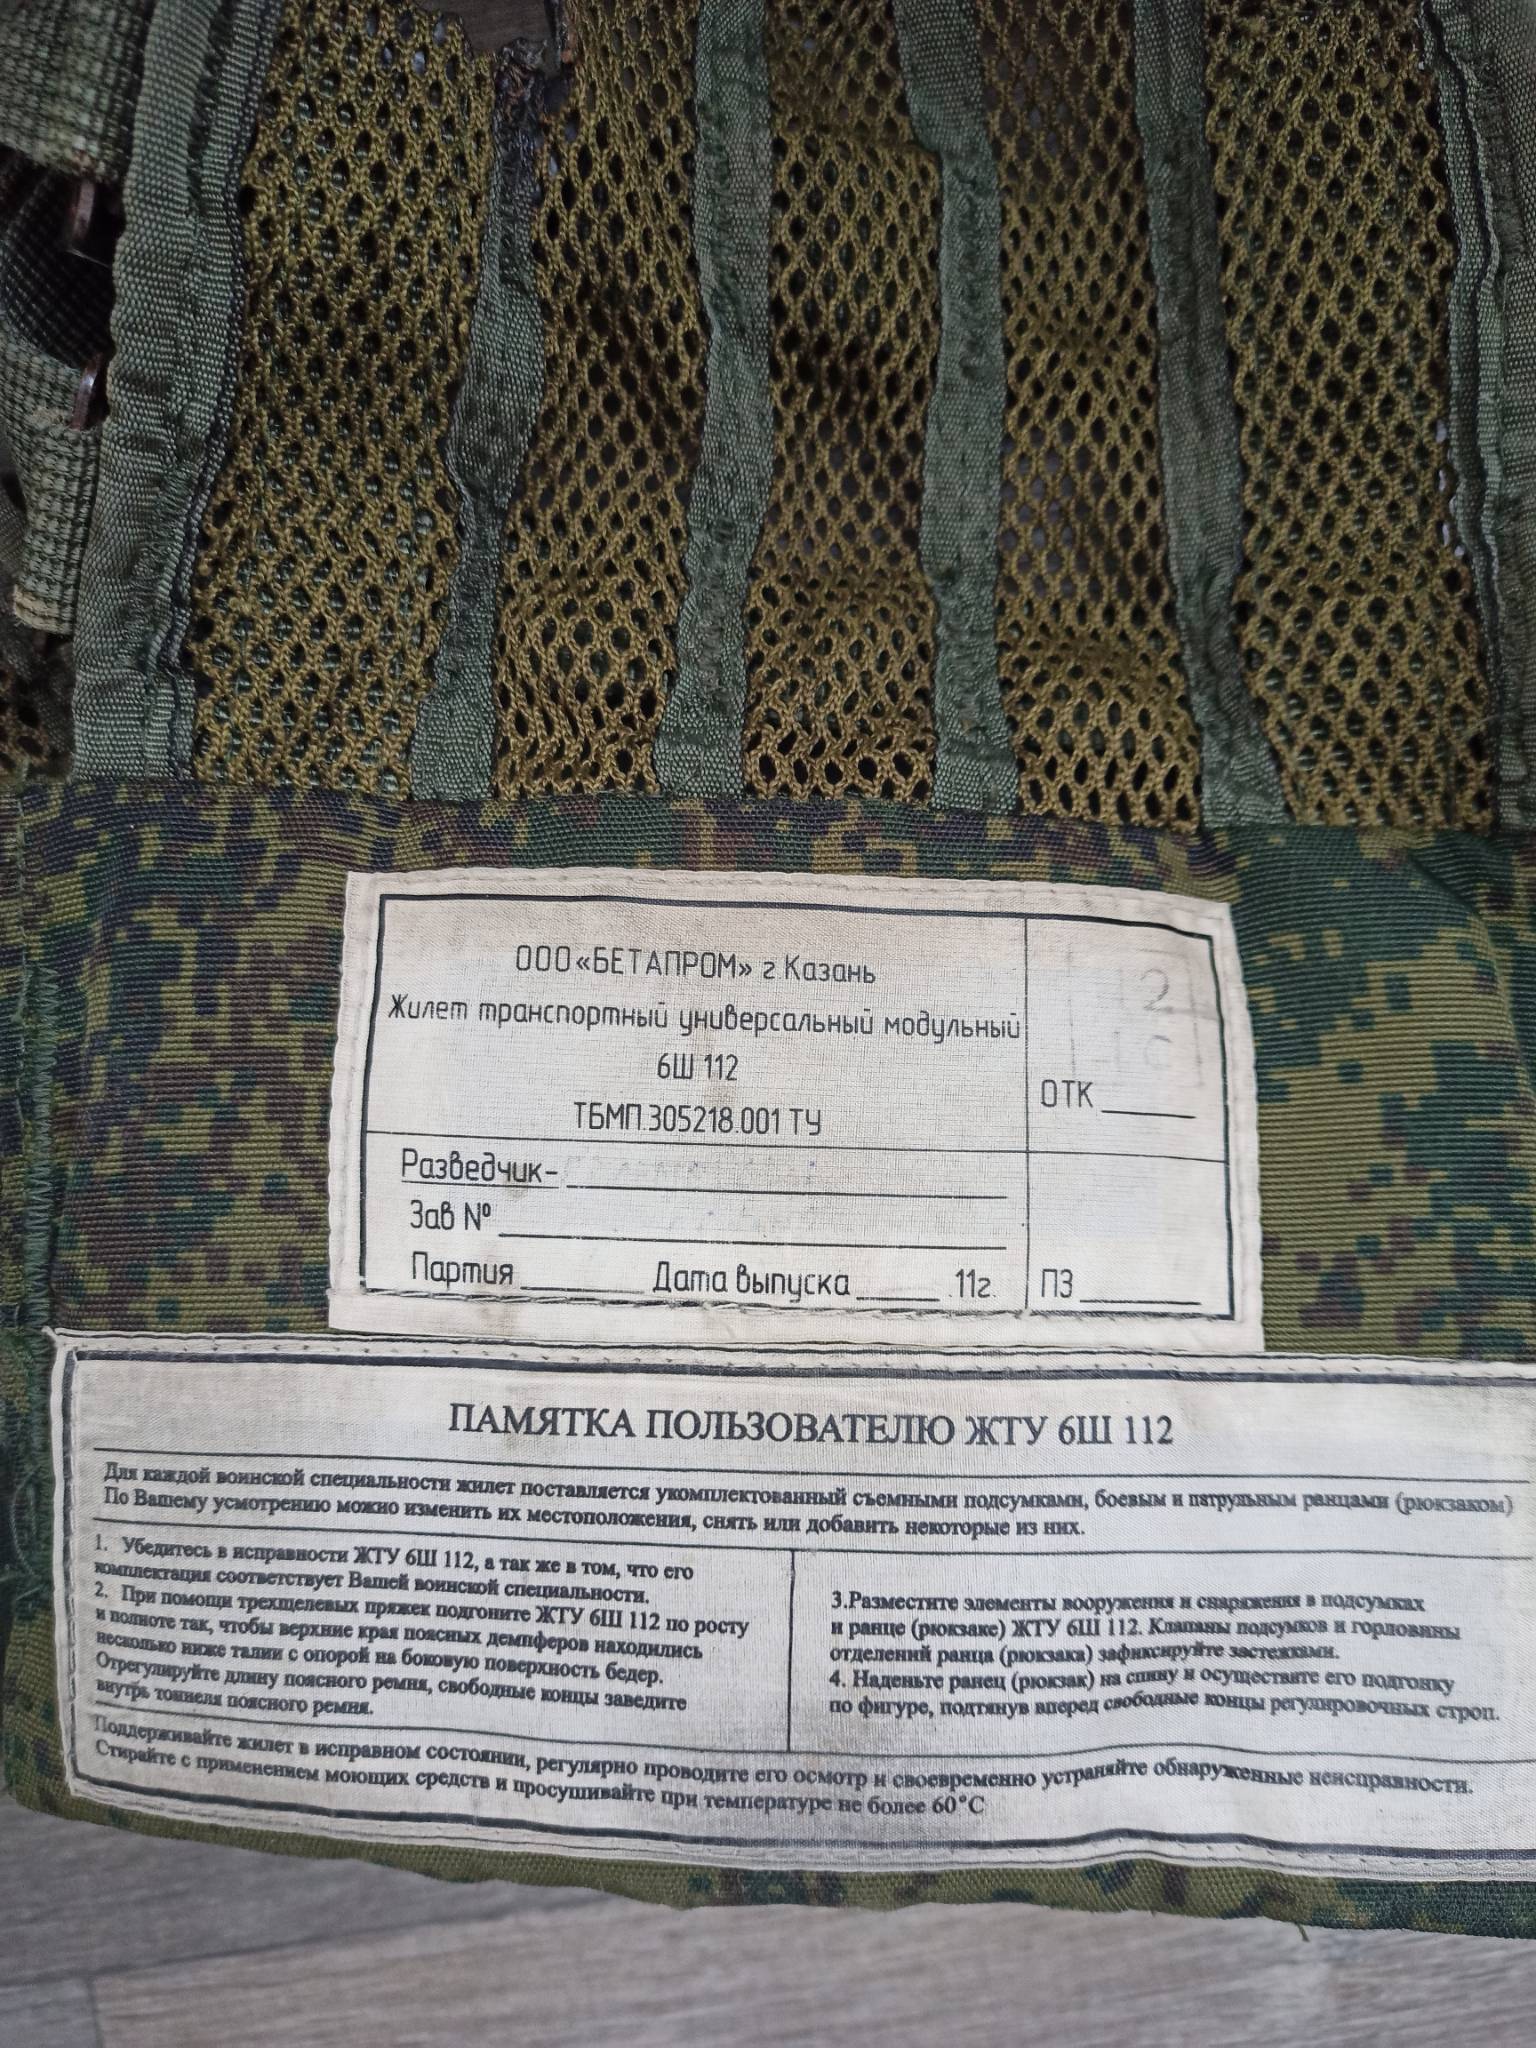 ООО «БЕТАПРОМ» г Казань
Жилет транспортный универсальный модульный
6Ш 112
ТБМП.305218.001 ТУ
2
16
ОТК
Разведчик-
Зав №
Партия Дата выпуска .11г.
ПЗ
ПАМЯТКА ПОЛЬЗОВАТЕЛЮ ЖТУ 6Ш 112
Для каждой воинской специальности жилет поставляется укомплектованный съемными подсумками, боевым и патрульным ранцами (рюкзаком)
По Вашему усмотрению можно изменить их местоположения, снять или добавить некоторые из них.
1. Убедитесь в исправности ЖТУ 6Ш 112, а так же в том, что его
комплектация соответствует Вашей воинской специальности.
2. При помощи трехщелевых пряжек подгоните ЖТУ 6Ш 112 по росту
и полноте так, чтобы верхние края поясных демпферов находились
несколько ниже талии с опорой на боковую поверхность бедер.
Отрегулируйте длину поясного ремня, свободные концы заведите
внутрь тоннеля поясного ремня.
3.Разместите элементы вооружения и снаряжения в подсумках
и ранце (рюкзаке) ЖТУ 6Ш 112. Клапаны подсумков и горловины
отделений ранца (рюкзака) зафиксируйте застежками.
4. Наденьте ранец (рюкзак) на спину и осуществите его подгонку
по фигуре, подтянув вперед свободные концы регулировочных строп.
Поддерживайте жилет в исправном состоянии, регулярно проводите его осмотр и своевременно устраняйте обнаруженные неисправности.
Стирайте с применением моющих средств и просушивайте при температуре не более 60°С